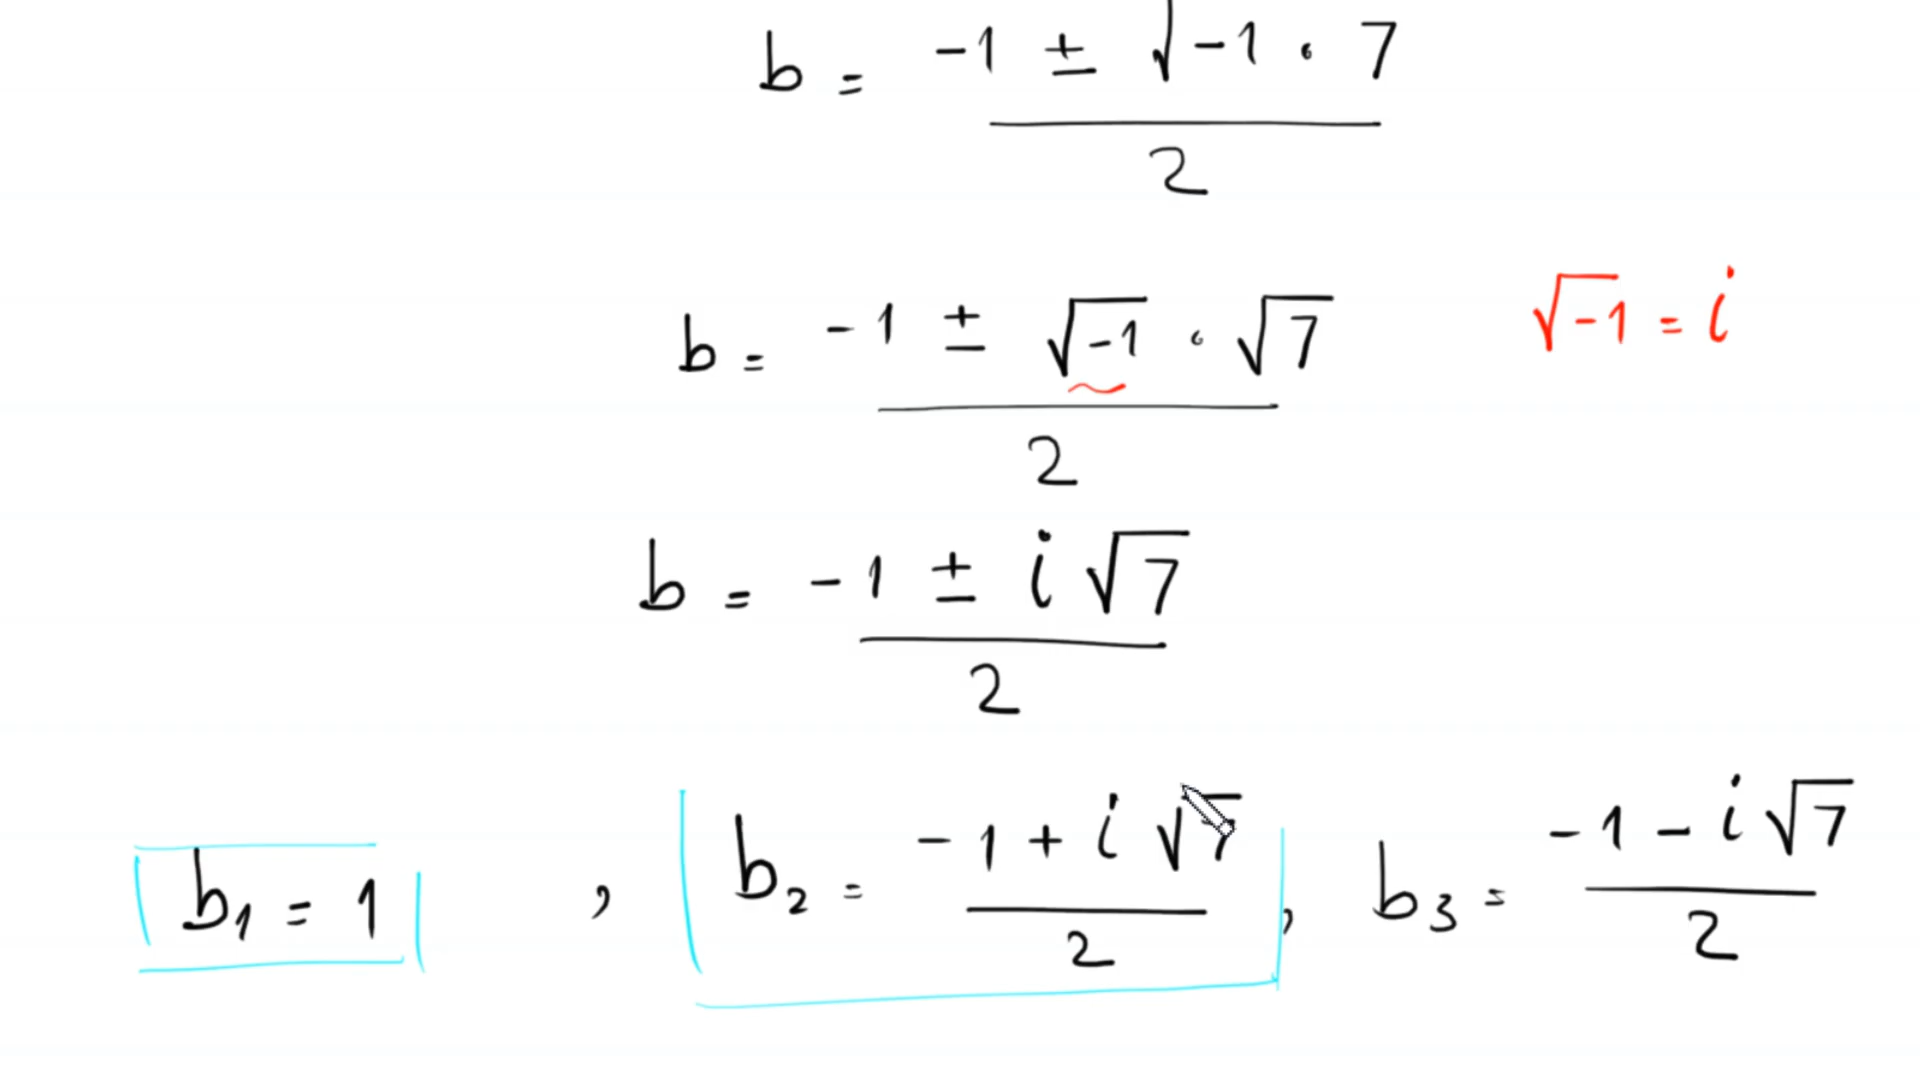 b = (-1 ± √(-1 · 7)) / 2
b = (-1 ± √-1 · √7) / 2
√-1 = i
b = (-1 ± i√7) / 2
b₁ = 1 , b₂ = (-1 + i√7) / 2 , b₃ = (-1 - i√7) / 2